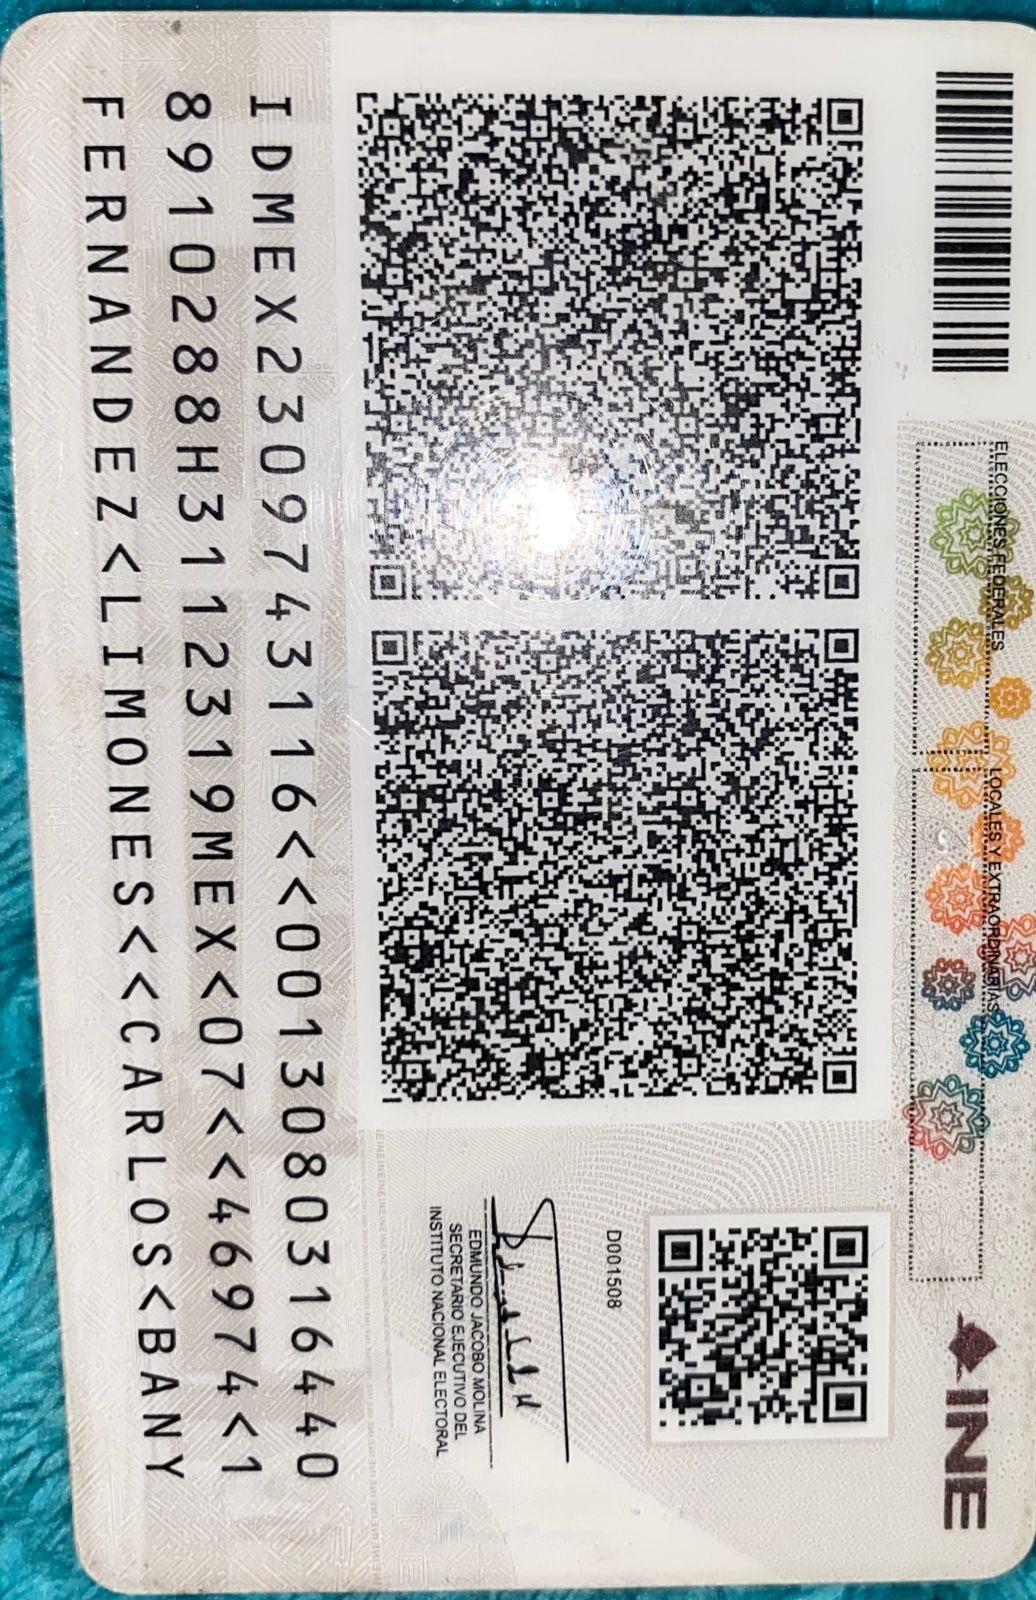 ELECCIONES FEDERALES
LOCALES Y EXTRAORDINARIAS
INE
D001508
EDMUNDO JACOBO MOLINA
SECRETARIO EJECUTIVO DEL
INSTITUTO NACIONAL ELECTORAL
IDMEX2309743116<<0013080316440
8910288H3112319MEX<07<<46974<1
FERNANDEZ<LIMONES<<CARLOS<BANY